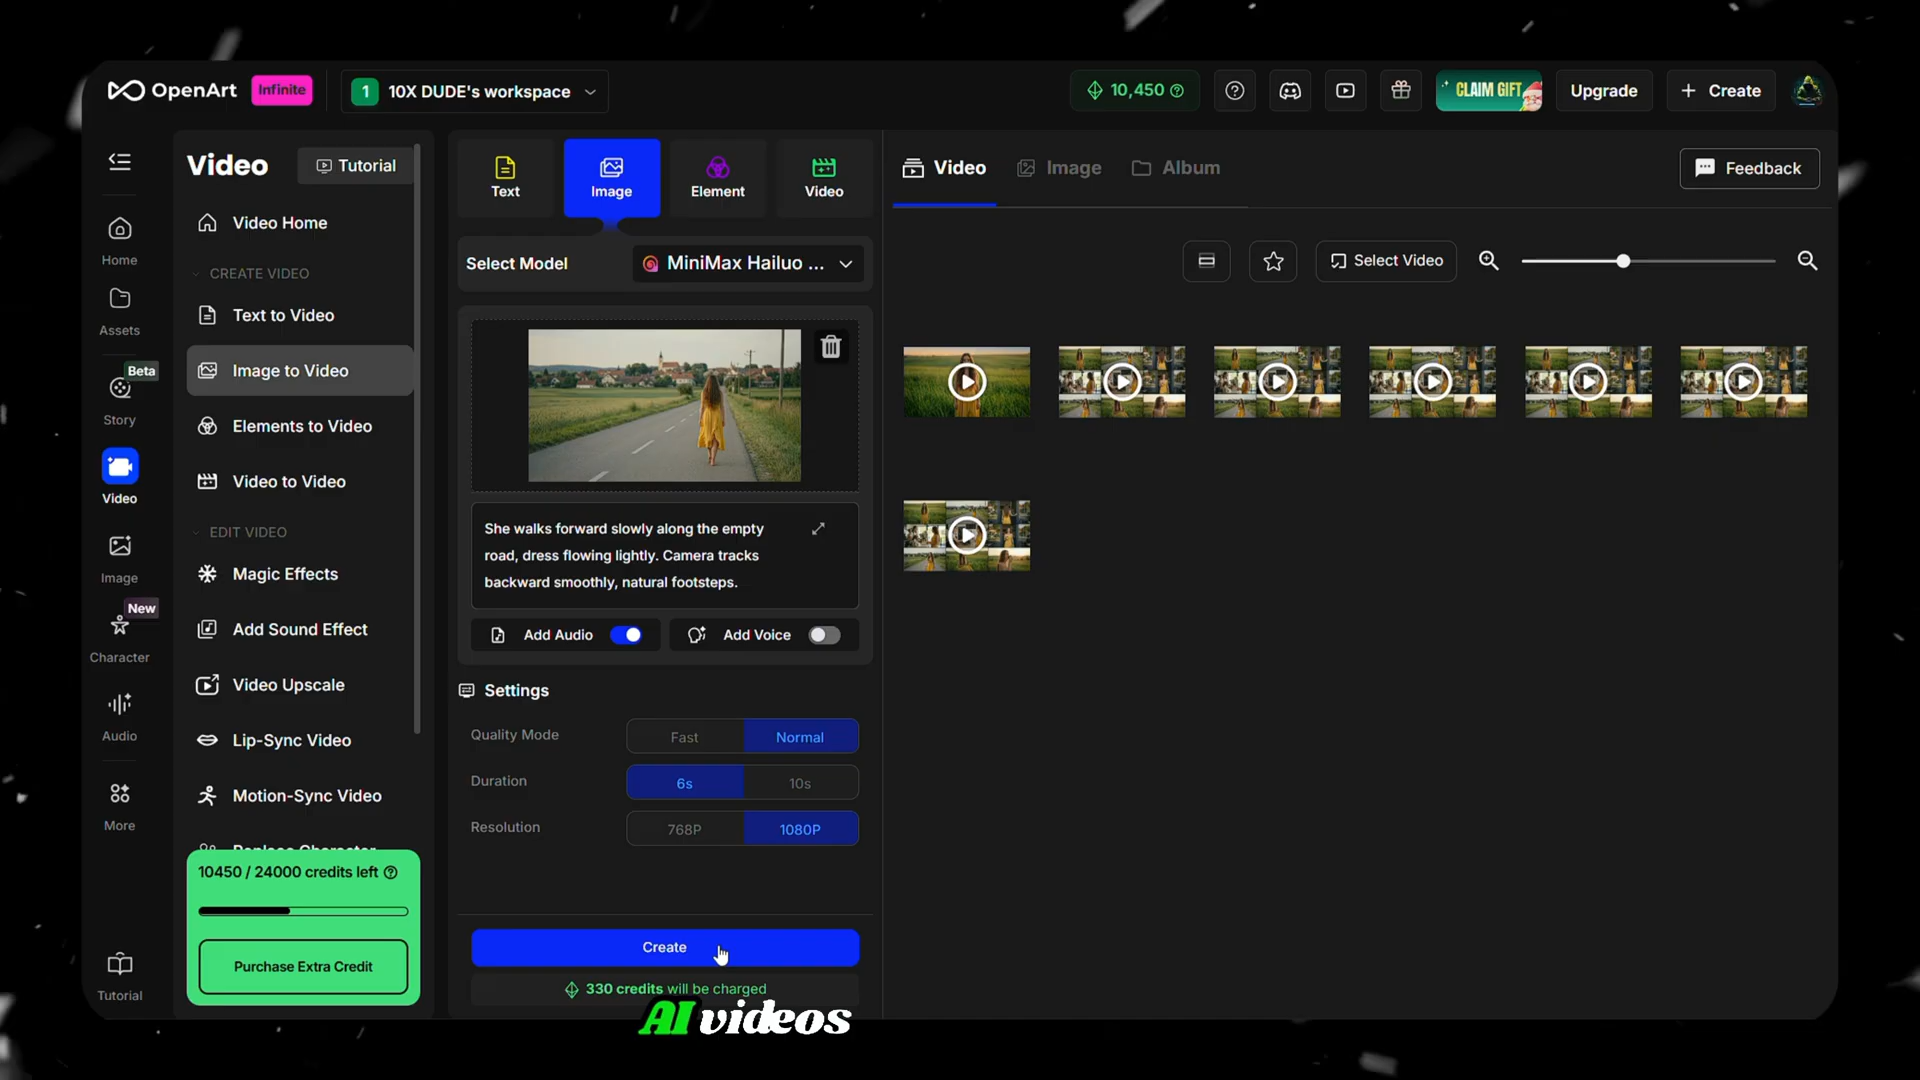 OpenArt
Infinite
1
10X DUDE's workspace
10,450
CLAIM GIFT
Upgrade
Create
Home
Assets
Beta
Story
Video
Image
New
Character
Audio
More
Tutorial
Video
Tutorial
Video Home
CREATE VIDEO
Text to Video
Image to Video
Elements to Video
Video to Video
EDIT VIDEO
Magic Effects
Add Sound Effect
Video Upscale
Lip-Sync Video
Motion-Sync Video
Replace Character
10450 / 24000 credits left
Purchase Extra Credit
Text
Image
Element
Video
Select Model
MiniMax Hailuo ...
She walks forward slowly along the empty
road, dress flowing lightly. Camera tracks
backward smoothly, natural footsteps.
Add Audio
Add Voice
Settings
Quality Mode
Fast
Normal
Duration
6s
10s
Resolution
768P
1080P
Create
330 credits will be charged
AI videos
Video
Image
Album
Feedback
Select Video